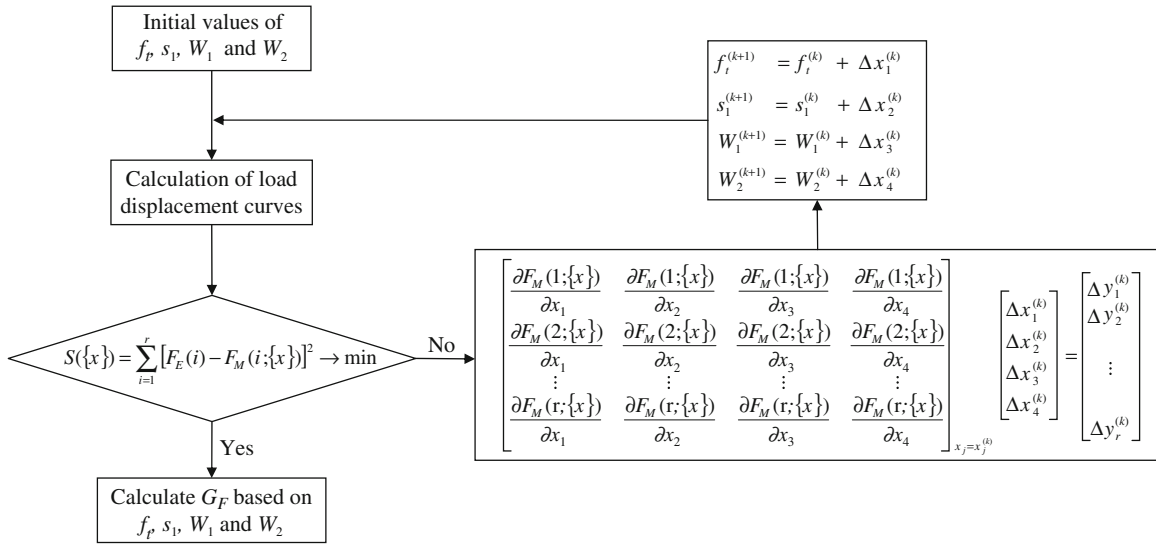 Initial values of
f_t, s_1, W_1 and W_2
Calculation of load
displacement curves
S({x}) = \sum_{i=1}^{r} [F_E(i) − F_M(i;{x})]^2 → min
No
Yes
Calculate G_F based on
f_t, s_1, W_1 and W_2
∂F_M(1;{x})/∂x_1 ∂F_M(1;{x})/∂x_2 ∂F_M(1;{x})/∂x_3 ∂F_M(1;{x})/∂x_4
∂F_M(2;{x})/∂x_1 ∂F_M(2;{x})/∂x_2 ∂F_M(2;{x})/∂x_3 ∂F_M(2;{x})/∂x_4
⋮ ⋮ ⋮ ⋮
∂F_M(r;{x})/∂x_1 ∂F_M(r;{x})/∂x_2 ∂F_M(r;{x})/∂x_3 ∂F_M(r;{x})/∂x_4
x_j=x_j^{(k)}
Δx_1^{(k)}
Δx_2^{(k)}
Δx_3^{(k)}
Δx_4^{(k)}
=
Δy_1^{(k)}
Δy_2^{(k)}
⋮
Δy_r^{(k)}
f_t^{(k+1)} = f_t^{(k)} + Δx_1^{(k)}
s_1^{(k+1)} = s_1^{(k)} + Δx_2^{(k)}
W_1^{(k+1)} = W_1^{(k)} + Δx_3^{(k)}
W_2^{(k+1)} = W_2^{(k)} + Δx_4^{(k)}